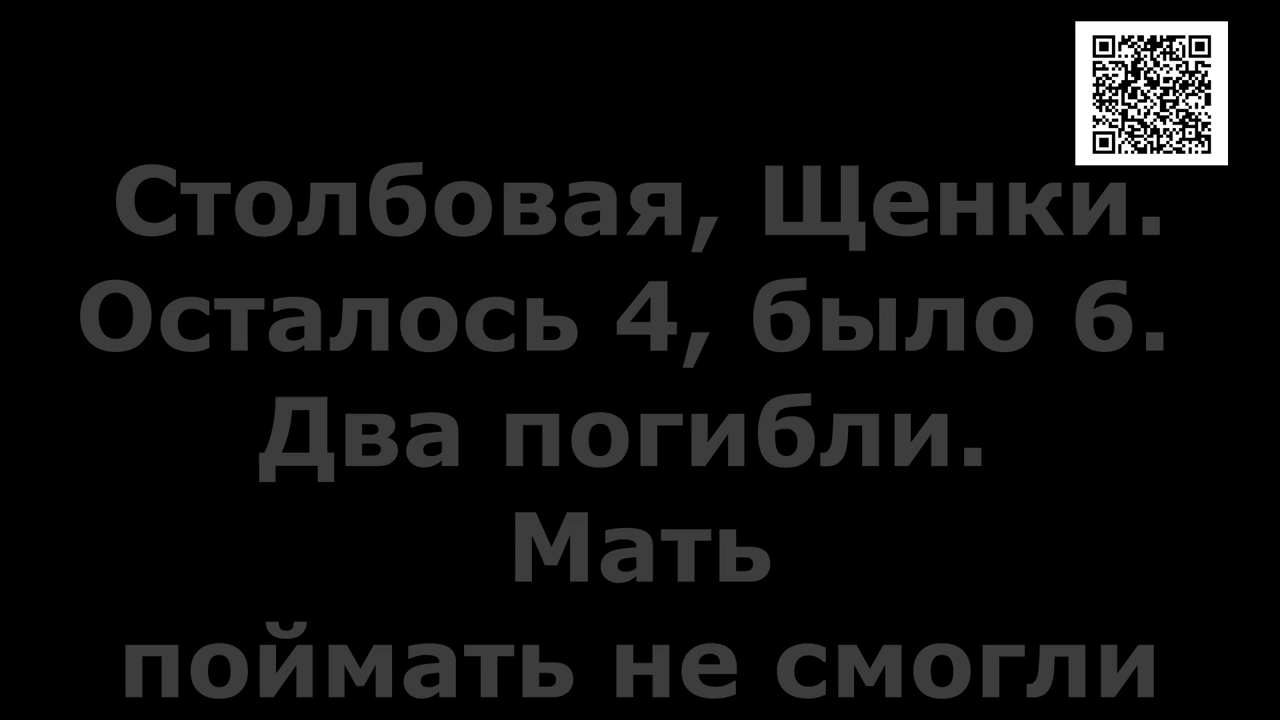 Столбовая, Щенки.
Осталось 4, было 6.
Два погибли.
Мать
поймать не смогли